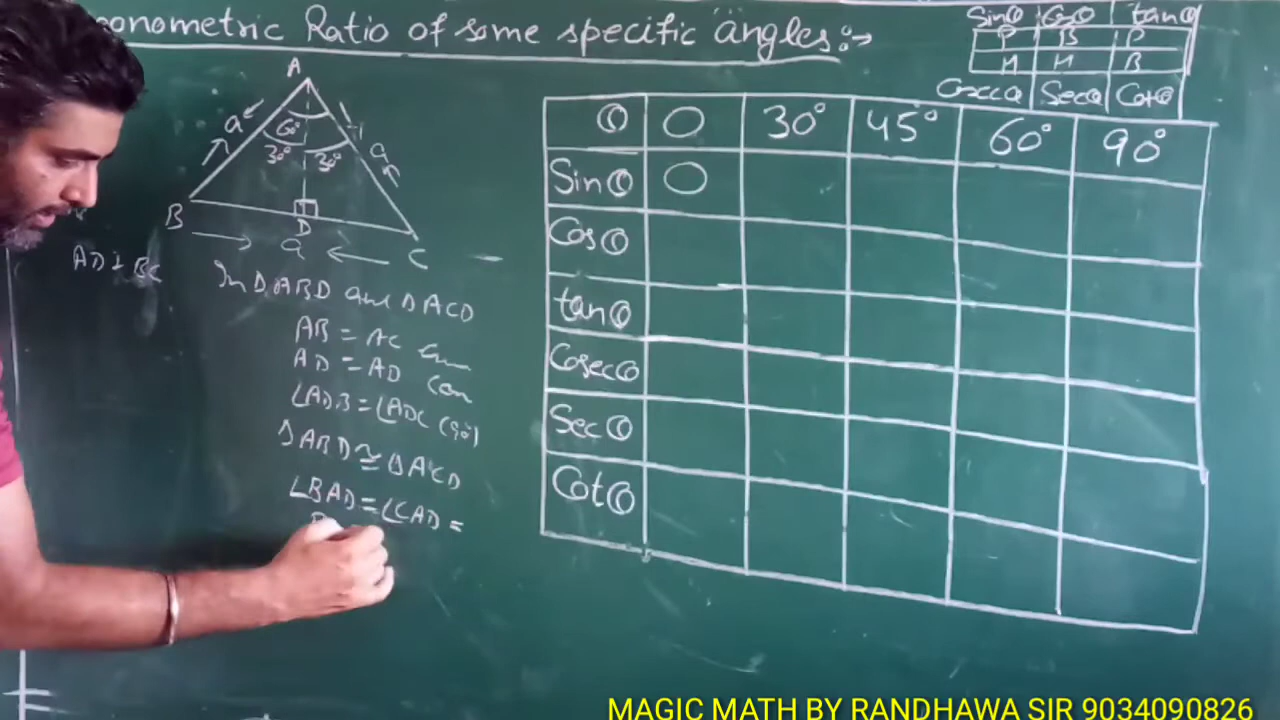 onometric Ratio of some specific angles:→
Sinθ Cosθ tanθ
P B P
H H B
Cosecθ Secθ Cotθ
A
a
60°
30° 30°
a
B
D
a
C
AD ⊥ BC
In ΔABD and ΔACD
AB = AC
AD = AD Com
∠ADB = ∠ADC (90°)
ΔABD ≅ ΔACD
∠BAD = ∠CAD =
θ 0 30° 45° 60° 90°
Sinθ 0
Cosθ
tanθ
Cosecθ
Secθ
Cotθ
MAGIC MATH BY RANDHAWA SIR 9034090826